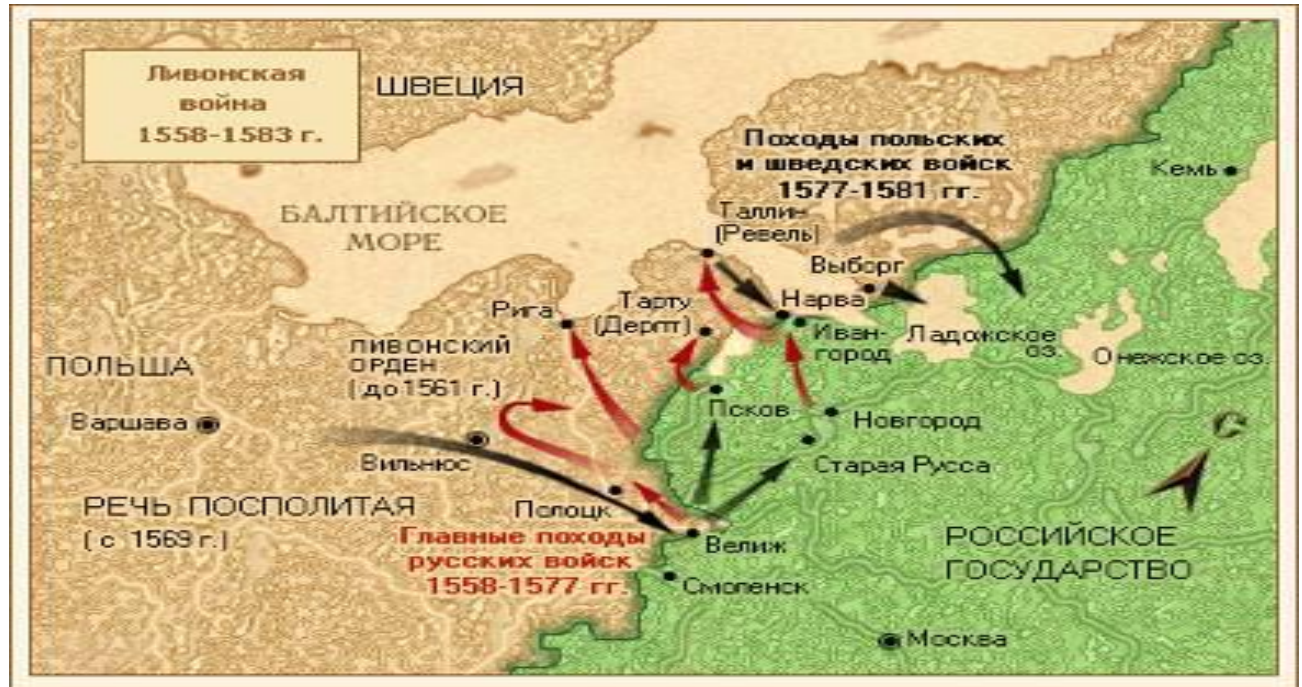 Ливонская
война
1558-1583 г.
ШВЕЦИЯ
Походы польских
и шведских войск
1577-1581 гг.
Кемь
БАЛТИЙСКОЕ
МОРЕ
Таллин
(Ревель)
Выборг
Рига
Тарту
(Дерпт)
Нарва
Иван-
город
Ладожское
оз.
Онежское оз.
ПОЛЬША
ЛИВОНСКИЙ
ОРДЕН
(до 1561 г.)
Варшава
Псков
Новгород
С
Вильнюс
Старая Русса
РЕЧЬ ПОСПОЛИТАЯ
(с 1569 г.)
Полоцк
Главные походы
русских войск
1558-1577 гг.
Велиж
Смоленск
РОССИЙСКОЕ
ГОСУДАРСТВО
Москва